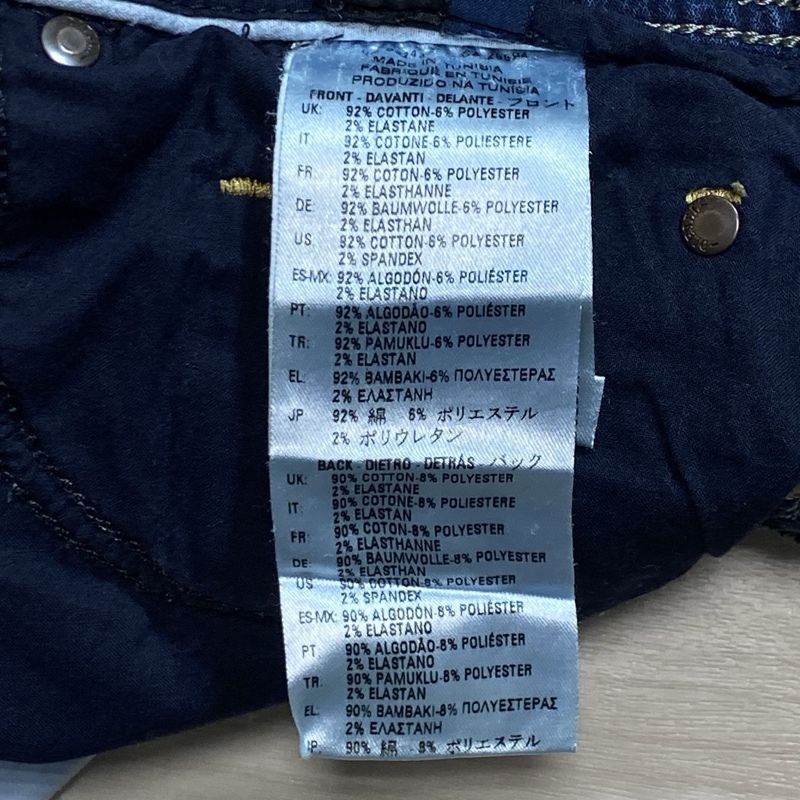 MADE IN TUNISIA
FABRIQUÉ EN TUNISIE
PRODUZIDO NA TUNÍSIA
FRONT - DAVANTI - DELANTE - フロント
UK: 92% COTTON-6% POLYESTER
2% ELASTANE
IT 92% COTONE-6% POLIESTERE
2% ELASTAN
FR 92% COTON-6% POLYESTER
2% ELASTHANNE
DE: 92% BAUMWOLLE-6% POLYESTER
2% ELASTHAN
US 92% COTTON-6% POLYESTER
2% SPANDEX
ES-MX: 92% ALGODÓN-6% POLIÉSTER
2% ELASTANO
PT: 92% ALGODÃO-6% POLIÉSTER
2% ELASTANO
TR: 92% PAMUKLU-6% POLYESTER
2% ELASTAN
EL: 92% ΒΑΜΒΑΚΙ-6% ΠΟΛΥΕΣΤΕΡΑΣ
2% ΕΛΑΣΤΑΝΗ
JP 92% 綿 6% ポリエステル
2% ポリウレタン
BACK - DIETRO - DETRÁS - バック
UK: 90% COTTON-8% POLYESTER
2% ELASTANE
IT: 90% COTONE-8% POLIESTERE
2% ELASTAN
FR: 90% COTON-8% POLYESTER
2% ELASTHANNE
DE: 90% BAUMWOLLE-8% POLYESTER
2% ELASTHAN
US 90% COTTON-8% POLYESTER
2% SPANDEX
ES-MX: 90% ALGODÓN-8% POLIÉSTER
2% ELASTANO
PT 90% ALGODÃO-8% POLIÉSTER
2% ELASTANO
TR: 90% PAMUKLU-8% POLYESTER
2% ELASTAN
EL: 90% ΒΑΜΒΑΚΙ-8% ΠΟΛΥΕΣΤΕΡΑΣ
2% ΕΛΑΣΤΑΝΗ
JP: 90% 綿 8% ポリエステル